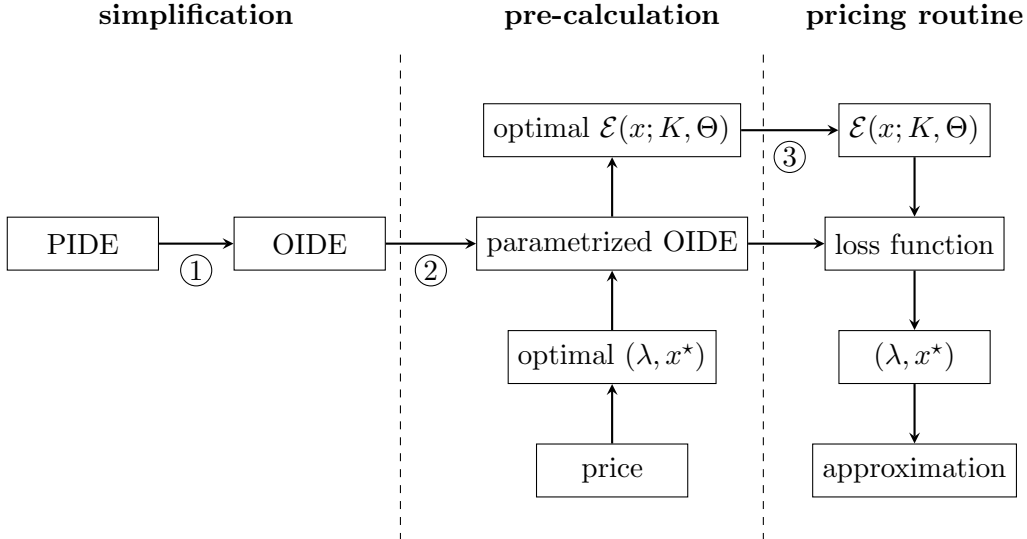 simplification
pre-calculation
pricing routine
optimal ℰ(x; K, Θ)
ℰ(x; K, Θ)
③
PIDE
OIDE
parametrized OIDE
loss function
①
②
optimal (λ, x⋆)
(λ, x⋆)
price
approximation